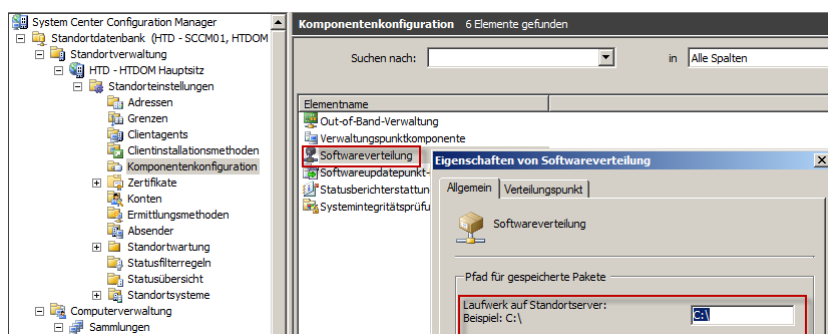 System Center Configuration Manager
Standortdatenbank (HTD - SCCM01, HTDOM
Standortverwaltung
HTD - HTDOM Hauptsitz
Standorteinstellungen
Adressen
Grenzen
Clientagents
Clientinstallationsmethoden
Komponentenkonfiguration
Zertifikate
Konten
Ermittlungsmethoden
Absender
Standortwartung
Statusfilterregeln
Statusübersicht
Standortsysteme
Computerverwaltung
Sammlungen
Komponentenkonfiguration 6 Elemente gefunden
Suchen nach:
in Alle Spalten
Elementname
Out-of-Band-Verwaltung
Verwaltungspunktkomponente
Softwareverteilung
Softwareupdatepunkt-
Statusberichterstattun
Systemintegritätsprüfu
Eigenschaften von Softwareverteilung
Allgemein Verteilungspunkt
Softwareverteilung
Pfad für gespeicherte Pakete
Laufwerk auf Standortserver:
Beispiel: C:\
C:\